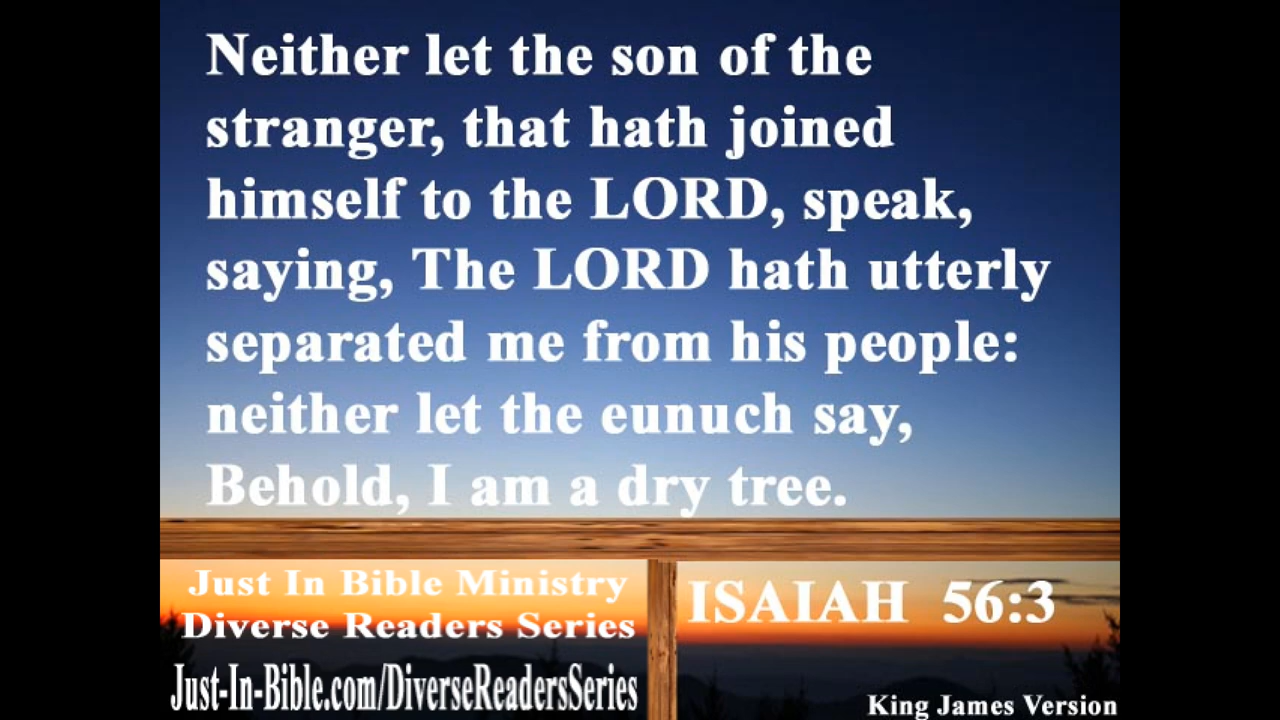 Neither let the son of the
stranger, that hath joined
himself to the LORD, speak,
saying, The LORD hath utterly
separated me from his people:
neither let the eunuch say,
Behold, I am a dry tree.
Just In Bible Ministry
Diverse Readers Series
Just-In-Bible.com/DiverseReadersSeries
ISAIAH 56:3
King James Version